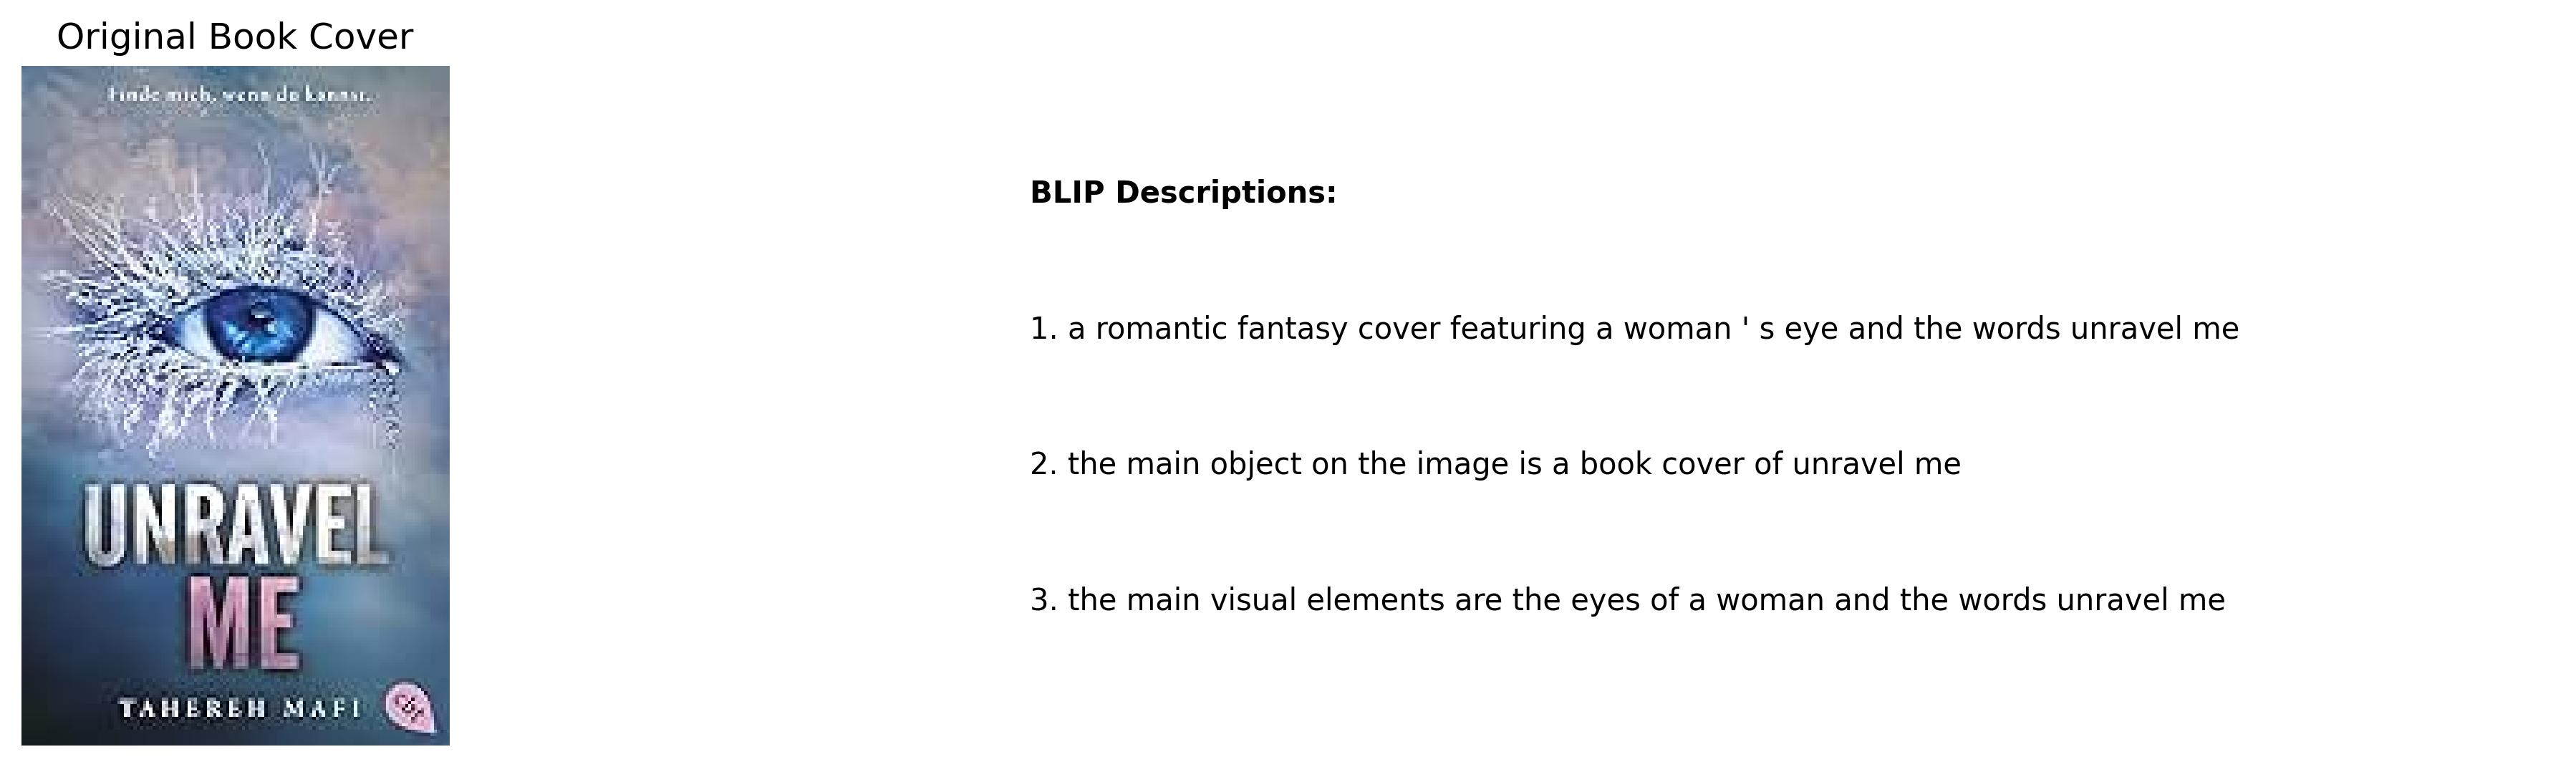 Original Book Cover
Finde mich, wenn du kannst.
UNRAVEL
ME
TAHEREH MAFI
cbt
BLIP Descriptions:
1. a romantic fantasy cover featuring a woman ' s eye and the words unravel me
2. the main object on the image is a book cover of unravel me
3. the main visual elements are the eyes of a woman and the words unravel me